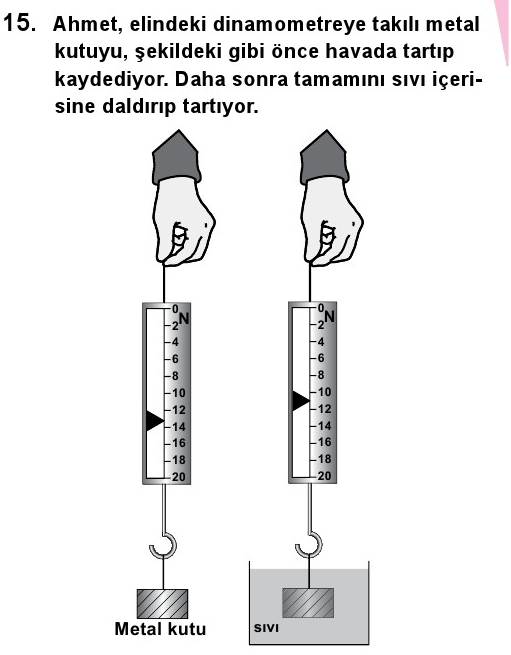 15. Ahmet, elindeki dinamometreye takılı metal
kutuyu, şekildeki gibi önce havada tartıp
kaydediyor. Daha sonra tamamını sıvı içeri-
sine daldırıp tartıyor.
0
N
2
4
6
8
10
12
14
16
18
20
Metal kutu
0
N
2
4
6
8
10
12
14
16
18
20
SIVI